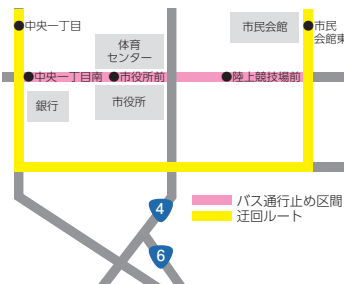 中央一丁目
体育
センター
市民会館
市民
会館東
中央一丁目南
市役所前
陸上競技場前
銀行
市役所
バス通行止め区間
迂回ルート
4
6